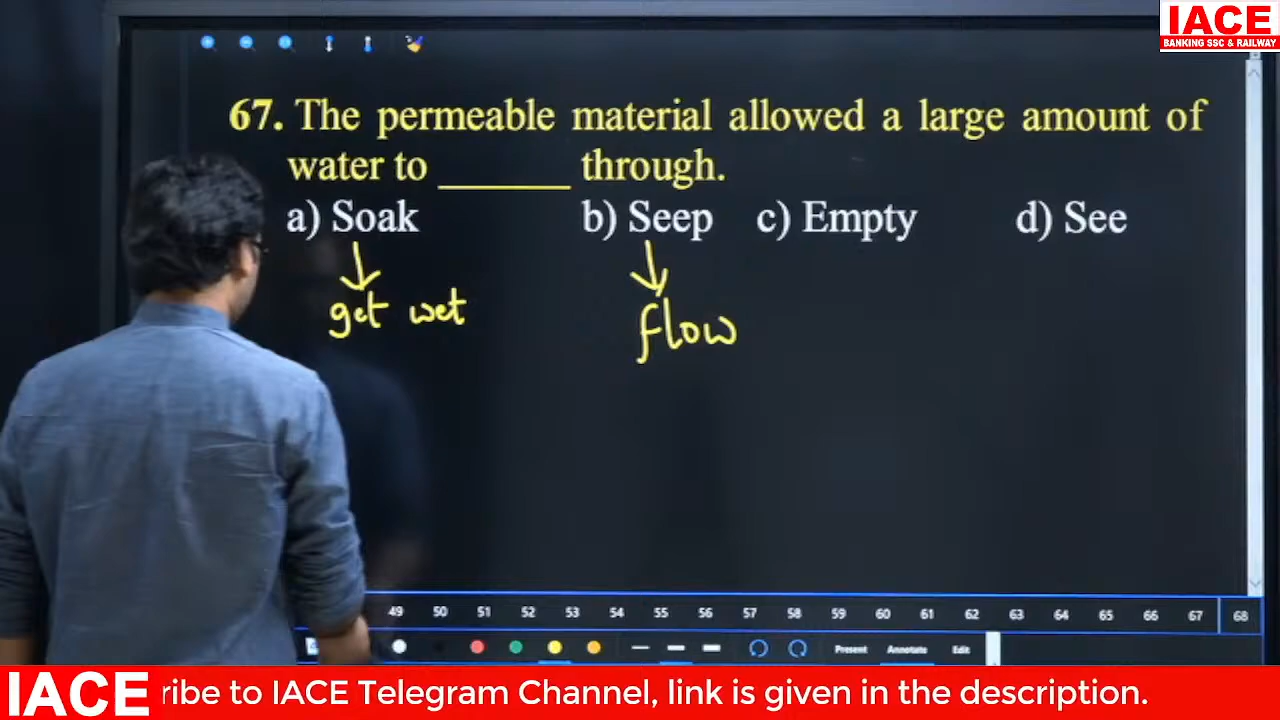 IACE
BANKING SSC & RAILWAY
67. The permeable material allowed a large amount of
water to ______ through.
a) Soak b) Seep c) Empty d) See
get wet
flow
49 50 51 52 53 54 55 56 57 58 59 60 61 62 63 64 65 66 67 68
Present Annotate Edit
IACE ribe to IACE Telegram Channel, link is given in the description.